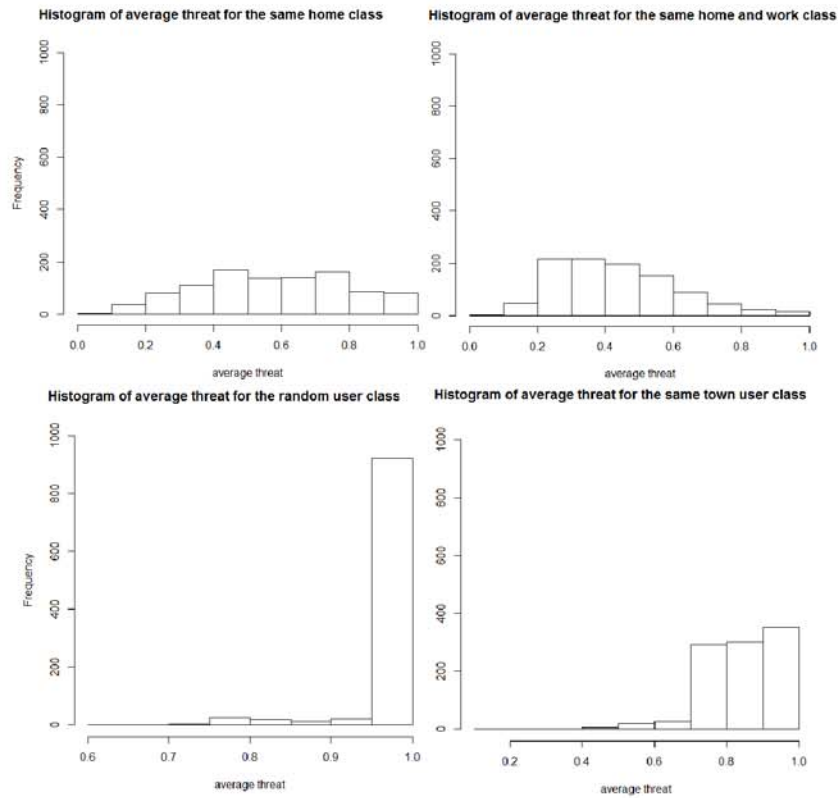 Histogram of average threat for the same home class
Frequency
1000
800
600
400
200
0
0.0 0.2 0.4 0.6 0.8 1.0
average threat
Histogram of average threat for the same home and work class
1000
800
600
400
200
0
0.0 0.2 0.4 0.6 0.8 1.0
average threat
Histogram of average threat for the random user class
Frequency
1000
800
600
400
200
0
0.6 0.7 0.8 0.9 1.0
average threat
Histogram of average threat for the same town user class
1000
800
600
400
200
0
0.2 0.4 0.6 0.8 1.0
average threat